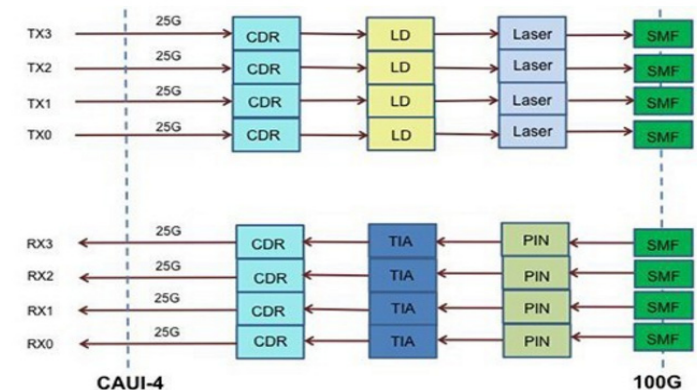 TX3 25G CDR LD Laser SMF
TX2 25G CDR LD Laser SMF
TX1 25G CDR LD Laser SMF
TX0 25G CDR LD Laser SMF
RX3 25G CDR TIA PIN SMF
RX2 25G CDR TIA PIN SMF
RX1 25G CDR TIA PIN SMF
RX0 25G CDR TIA PIN SMF
CAUI-4 100G